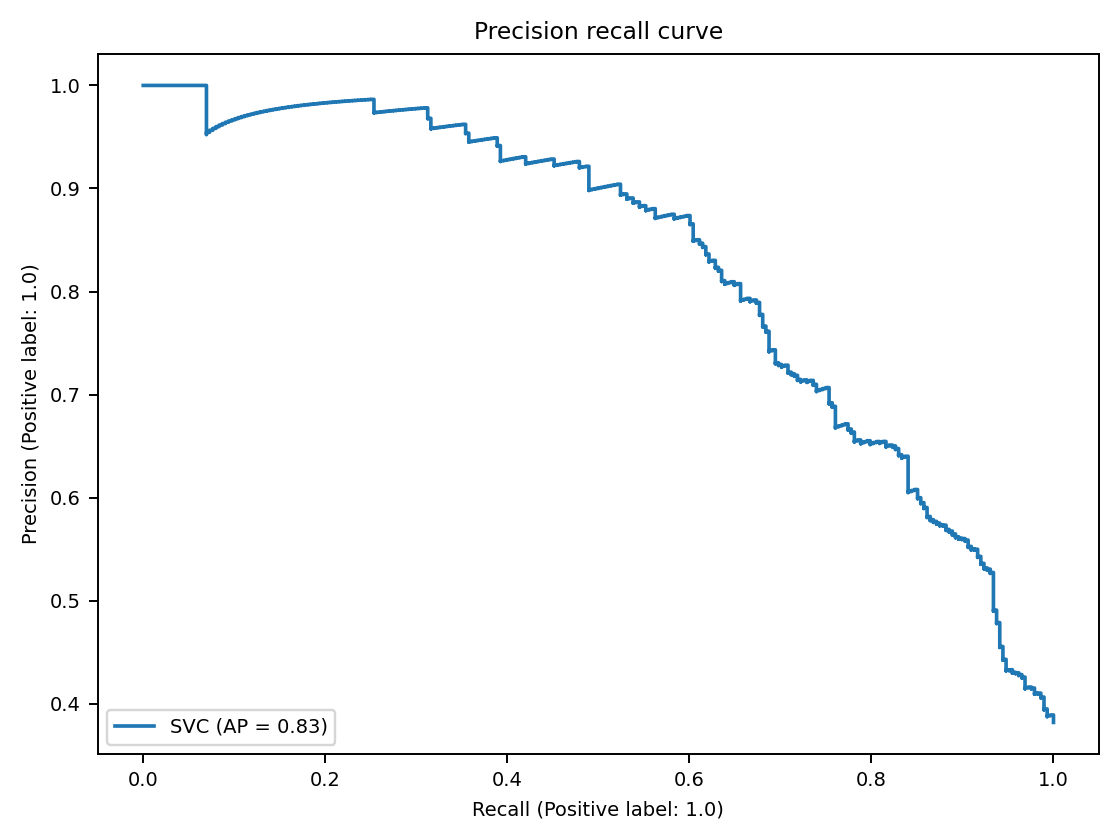 Precision recall curve
1.0
0.9
0.8
0.7
0.6
0.5
0.4
Precision (Positive label: 1.0)
SVC (AP = 0.83)
0.0 0.2 0.4 0.6 0.8 1.0
Recall (Positive label: 1.0)